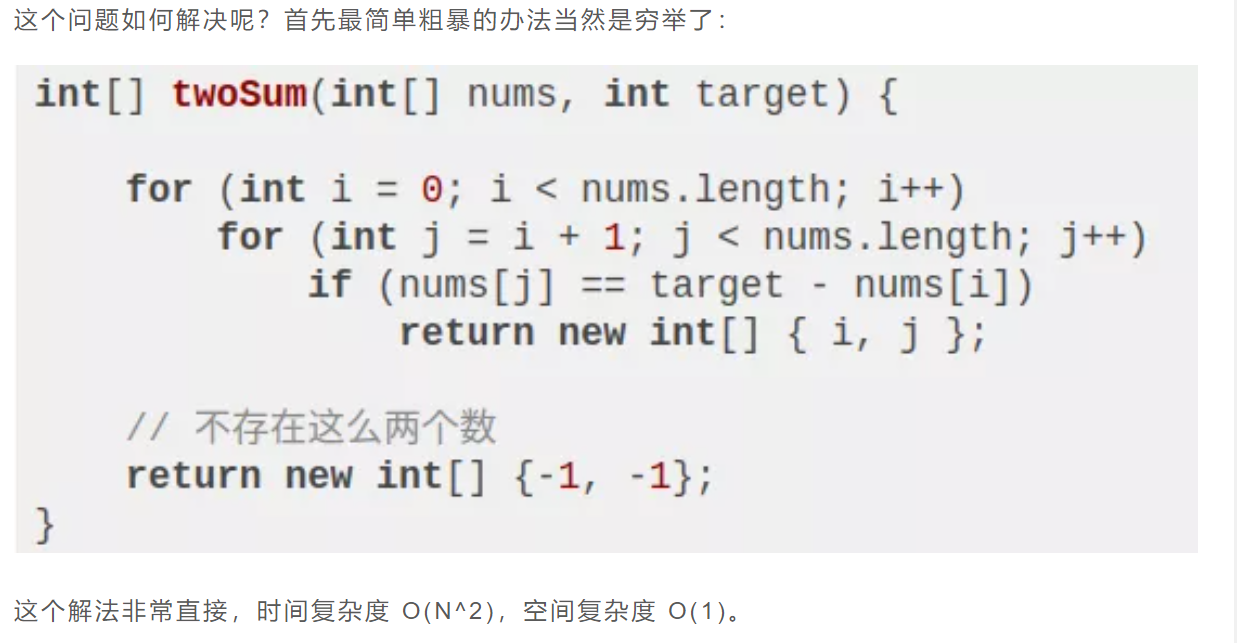 这个问题如何解决呢？首先最简单粗暴的办法当然是穷举了：
int[] twoSum(int[] nums, int target) {
for (int i = 0; i < nums.length; i++)
for (int j = i + 1; j < nums.length; j++)
if (nums[j] == target - nums[i])
return new int[] { i, j };
// 不存在这么两个数
return new int[] {-1, -1};
}
这个解法非常直接，时间复杂度 O(N^2)，空间复杂度 O(1)。